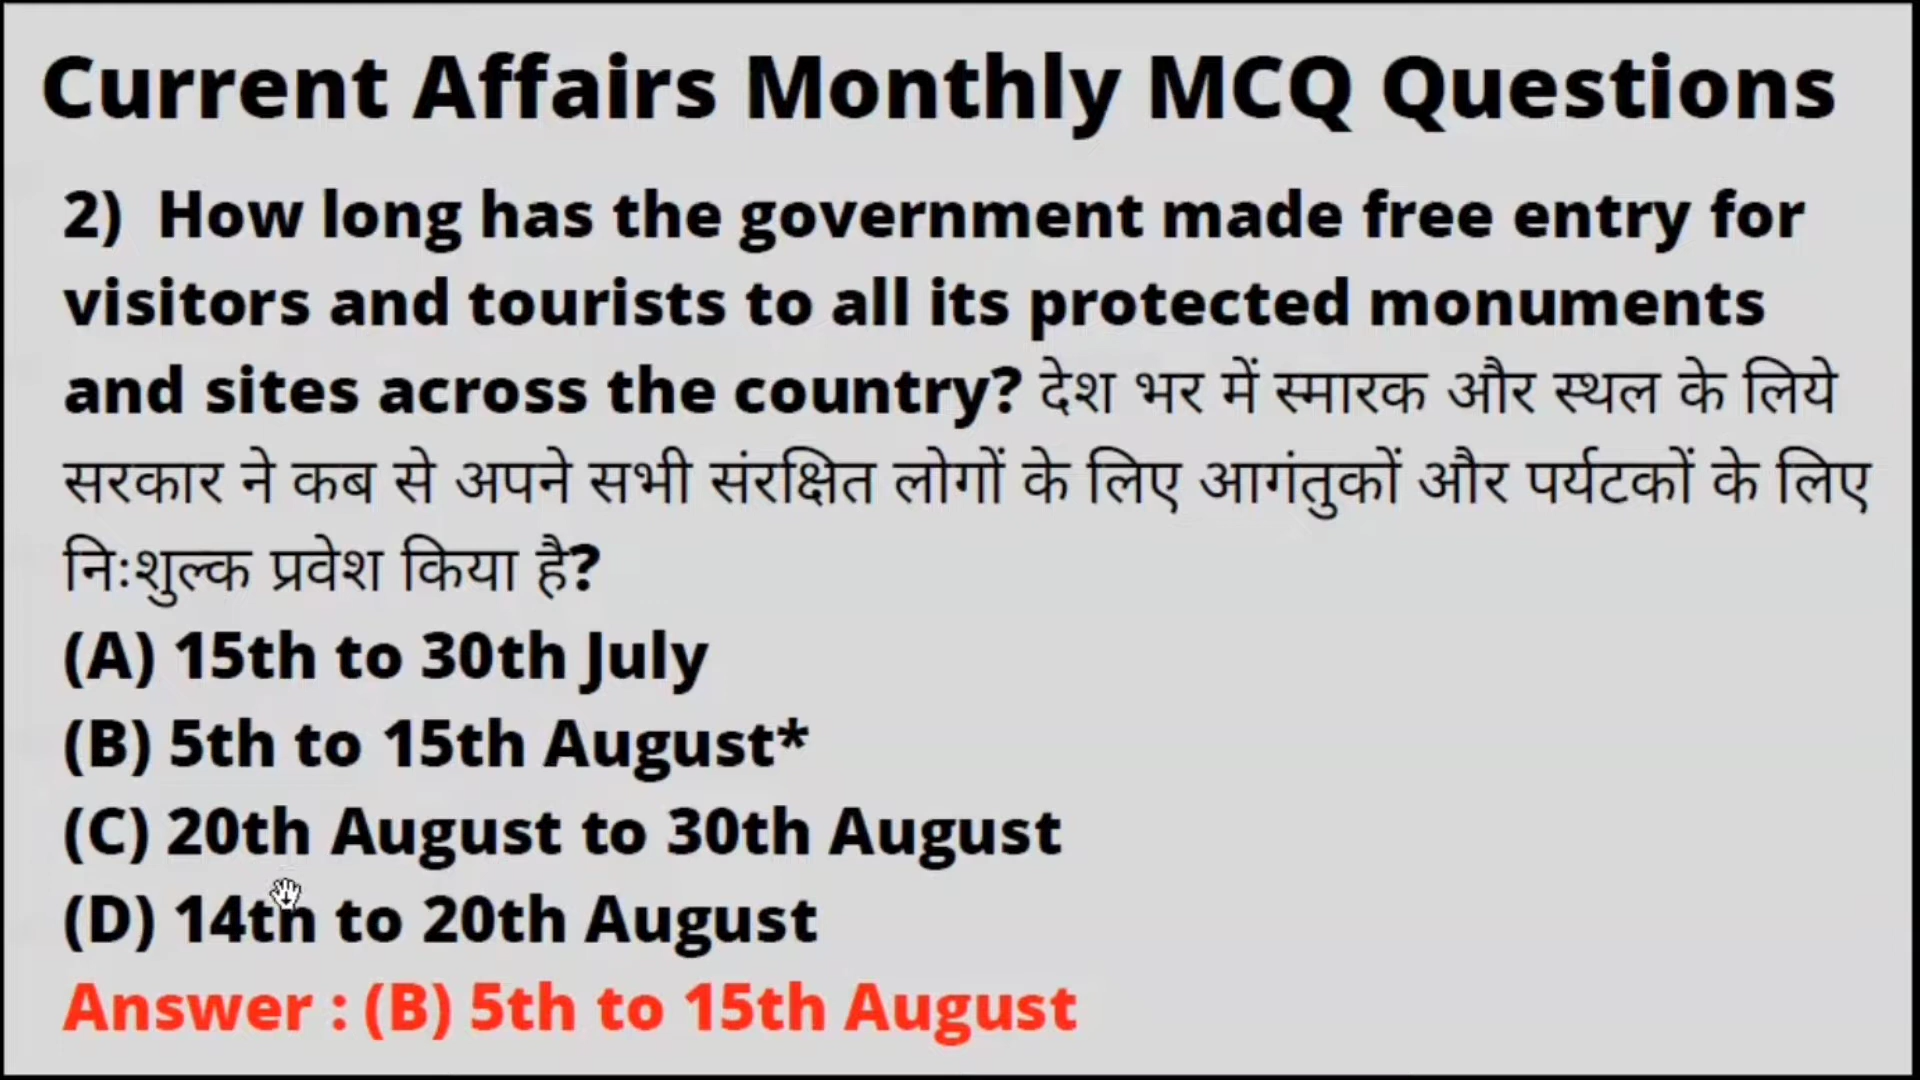 Current Affairs Monthly MCQ Questions
2) How long has the government made free entry for
visitors and tourists to all its protected monuments
and sites across the country? देश भर में स्मारक और स्थल के लिये
सरकार ने कब से अपने सभी संरक्षित लोगों के लिए आगंतुकों और पर्यटकों के लिए
निःशुल्क प्रवेश किया है?
(A) 15th to 30th July
(B) 5th to 15th August*
(C) 20th August to 30th August
(D) 14th to 20th August
Answer : (B) 5th to 15th August